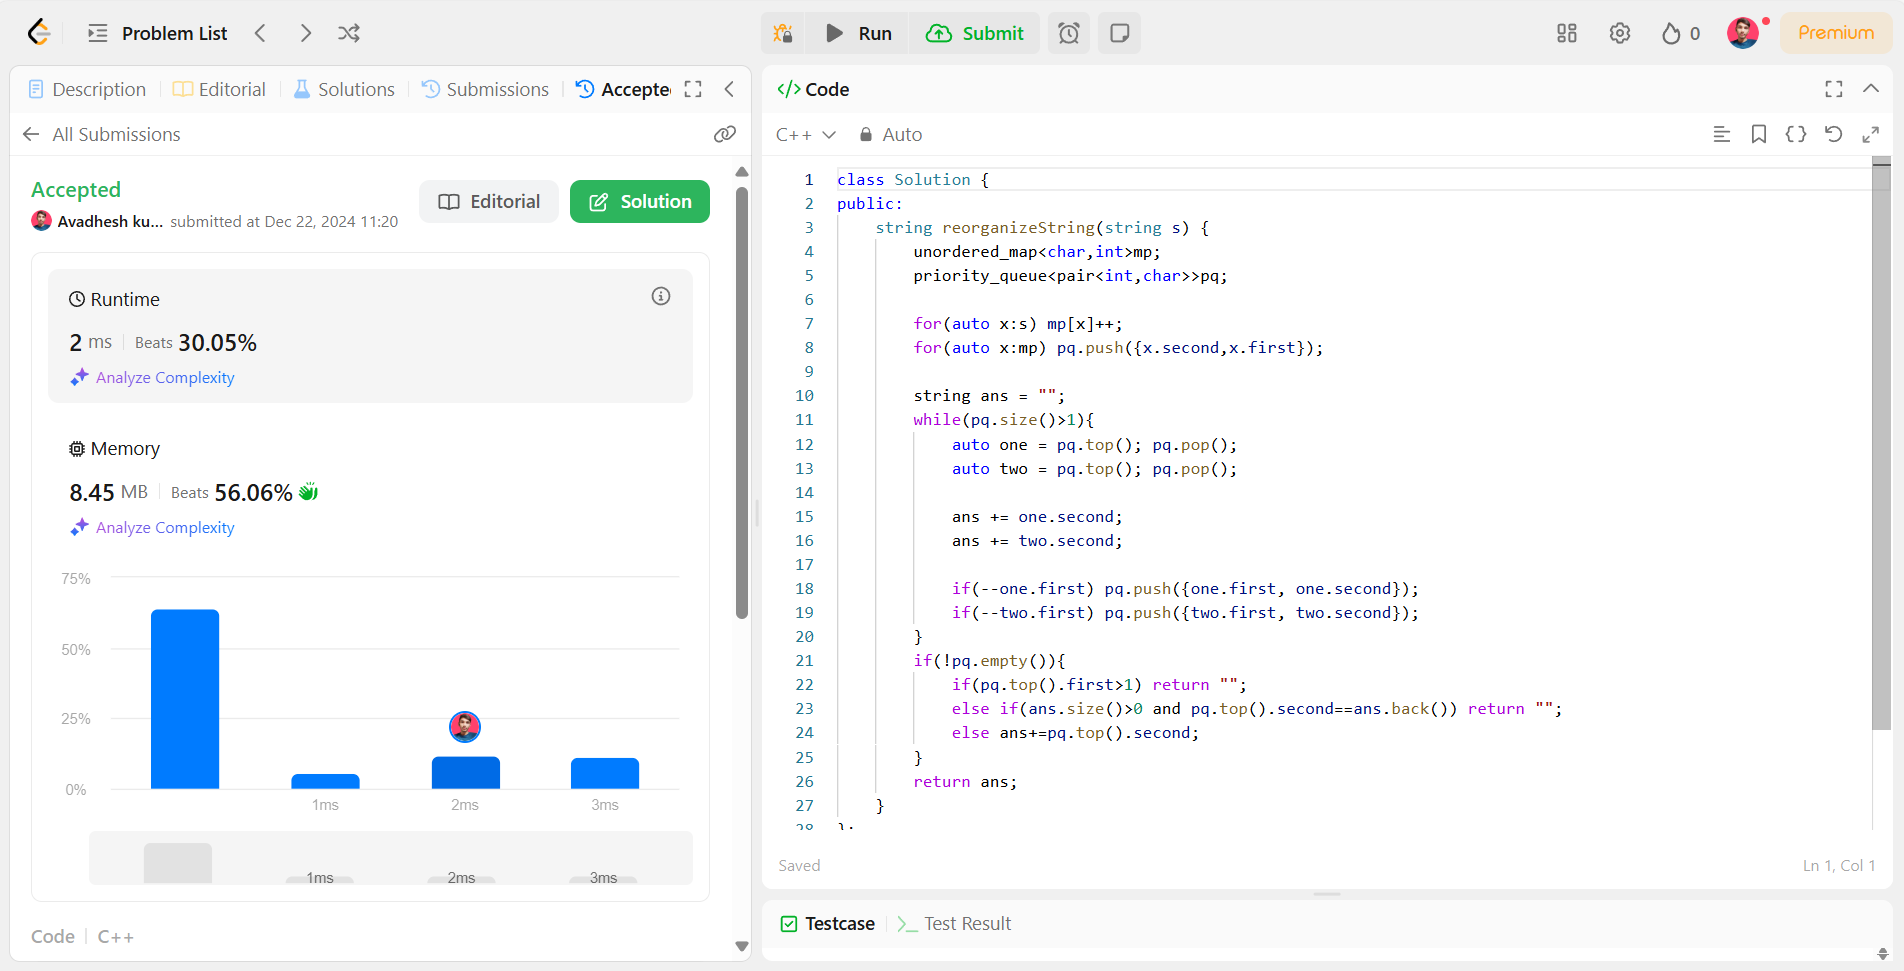 Problem List
Run
Submit
0
Premium
Description
Editorial
Solutions
Submissions
Accepte
All Submissions
Accepted
Avadhesh ku... submitted at Dec 22, 2024 11:20
Editorial
Solution
Runtime
2 ms Beats 30.05%
Analyze Complexity
Memory
8.45 MB Beats 56.06%
Analyze Complexity
75%
50%
25%
0%
1ms 2ms 3ms
1ms 2ms 3ms
Code C++
</> Code
C++ Auto
1 class Solution {
2 public:
3 string reorganizeString(string s) {
4 unordered_map<char,int>mp;
5 priority_queue<pair<int,char>>pq;
6
7 for(auto x:s) mp[x]++;
8 for(auto x:mp) pq.push({x.second,x.first});
9
10 string ans = "";
11 while(pq.size()>1){
12 auto one = pq.top(); pq.pop();
13 auto two = pq.top(); pq.pop();
14
15 ans += one.second;
16 ans += two.second;
17
18 if(--one.first) pq.push({one.first, one.second});
19 if(--two.first) pq.push({two.first, two.second});
20 }
21 if(!pq.empty()){
22 if(pq.top().first>1) return "";
23 else if(ans.size()>0 and pq.top().second==ans.back()) return "";
24 else ans+=pq.top().second;
25 }
26 return ans;
27 }
28 };
Saved
Ln 1, Col 1
Testcase
Test Result